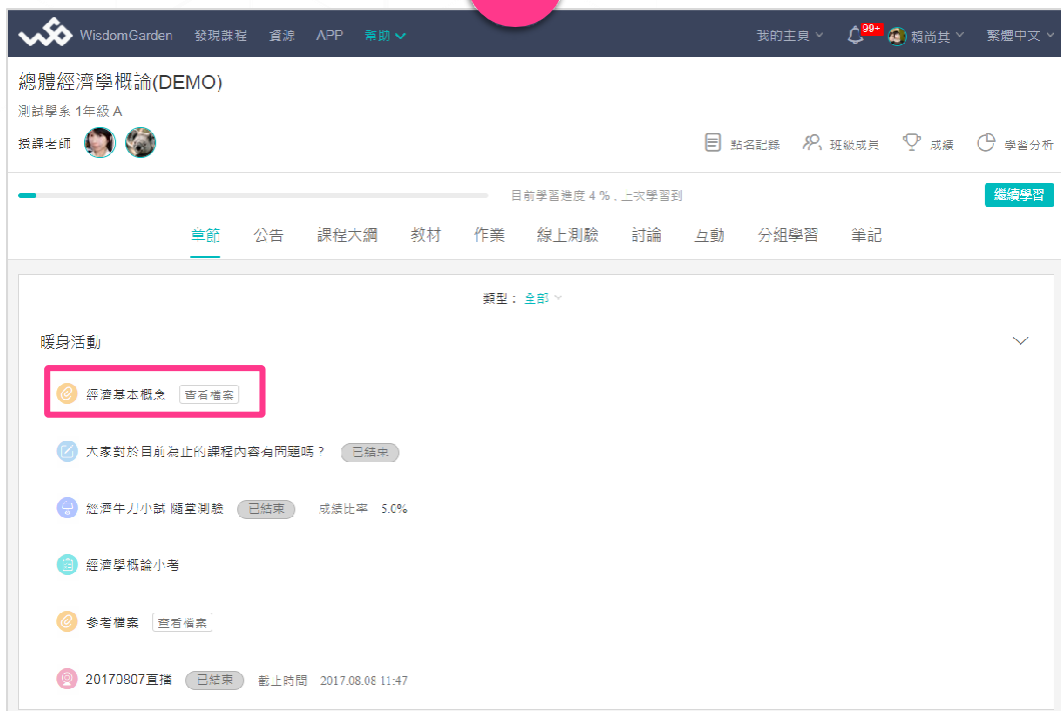 WisdomGarden 發現課程 資源 APP 幫助 我的主頁 99+ 賴尚其 繁體中文
總體經濟學概論(DEMO)
測試學系 1年級 A
授課老師 點名記錄 班級成員 成績 學習分析
目前學習進度 4 % , 上次學習到 繼續學習
章節 公告 課程大綱 教材 作業 線上測驗 討論 互動 分組學習 筆記
類型： 全部
暖身活動
經濟基本概念 查看檔案
大家對於目前為止的課程內容有問題嗎？ 已結束
經濟牛刀小試 隨堂測驗 已結束 成績比率 5.0%
經濟學概論小考
參考檔案 查看檔案
20170807直播 已結束 截止時間 2017.08.08 11:47